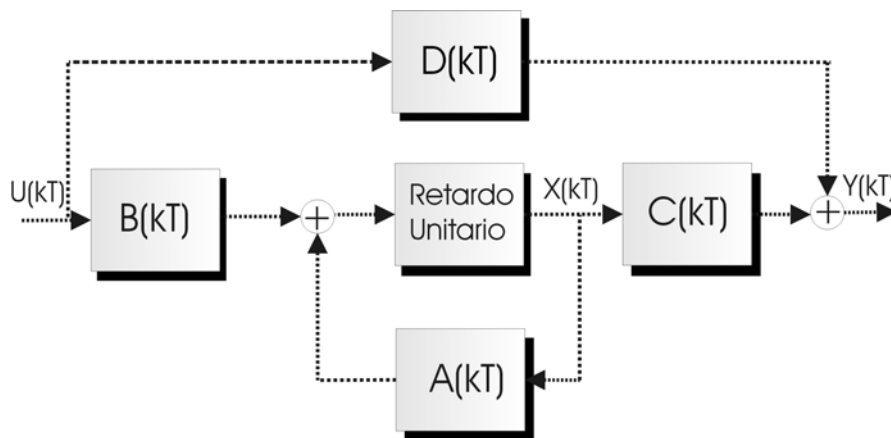 D(kT)
U(kT)
B(kT)
+
Retardo
Unitario
X(kT)
C(kT)
Y(kT)
+
A(kT)